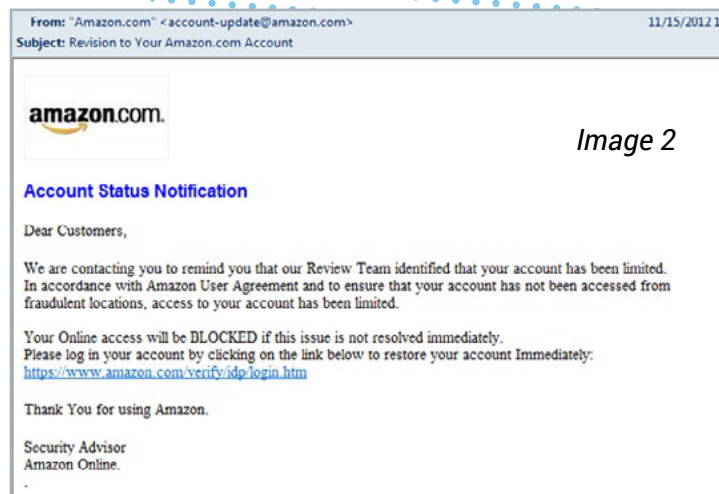 From: "Amazon.com" <account-update@amazon.com>
11/15/2012 1
Subject: Revision to Your Amazon.com Account
amazon.com.
Image 2
Account Status Notification
Dear Customers,
We are contacting you to remind you that our Review Team identified that your account has been limited.
In accordance with Amazon User Agreement and to ensure that your account has not been accessed from
fraudulent locations, access to your account has been limited.
Your Online access will be BLOCKED if this issue is not resolved immediately.
Please log in your account by clicking on the link below to restore your account Immediately:
https://www.amazon.com/verify/idp/login.htm
Thank You for using Amazon.
Security Advisor
Amazon Online.
.